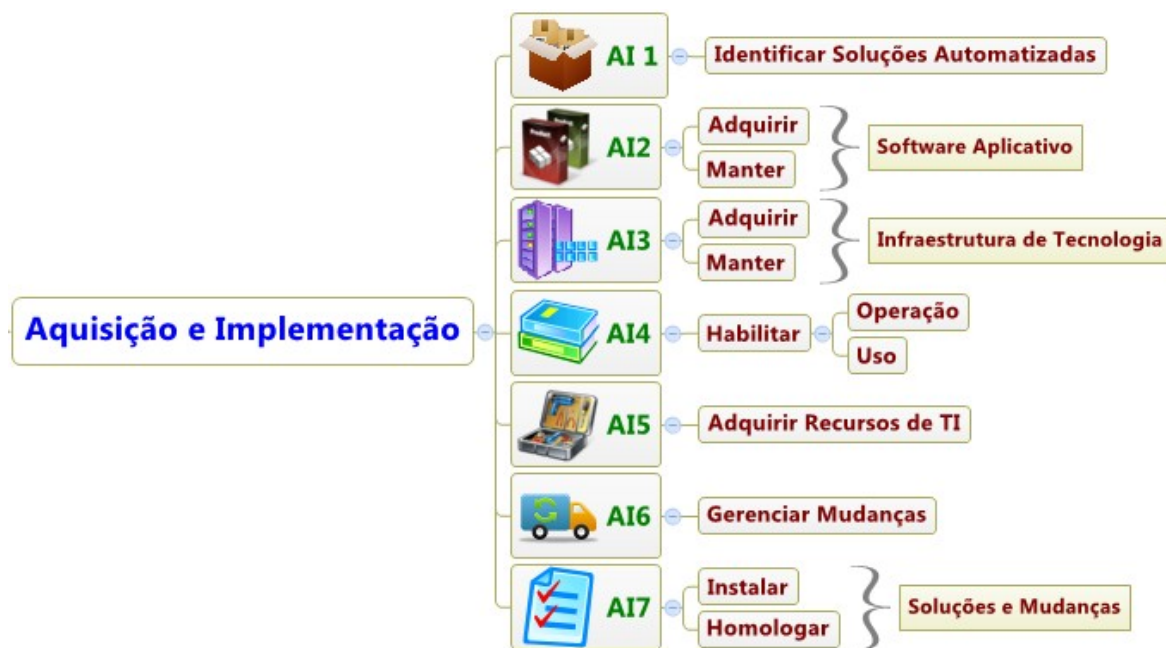 AI 1
Identificar Soluções Automatizadas
AI2
Adquirir
Manter
Software Aplicativo
AI3
Adquirir
Manter
Infraestrutura de Tecnologia
Aquisição e Implementação
AI4
Habilitar
Operação
Uso
AI5
Adquirir Recursos de TI
AI6
Gerenciar Mudanças
AI7
Instalar
Homologar
Soluções e Mudanças